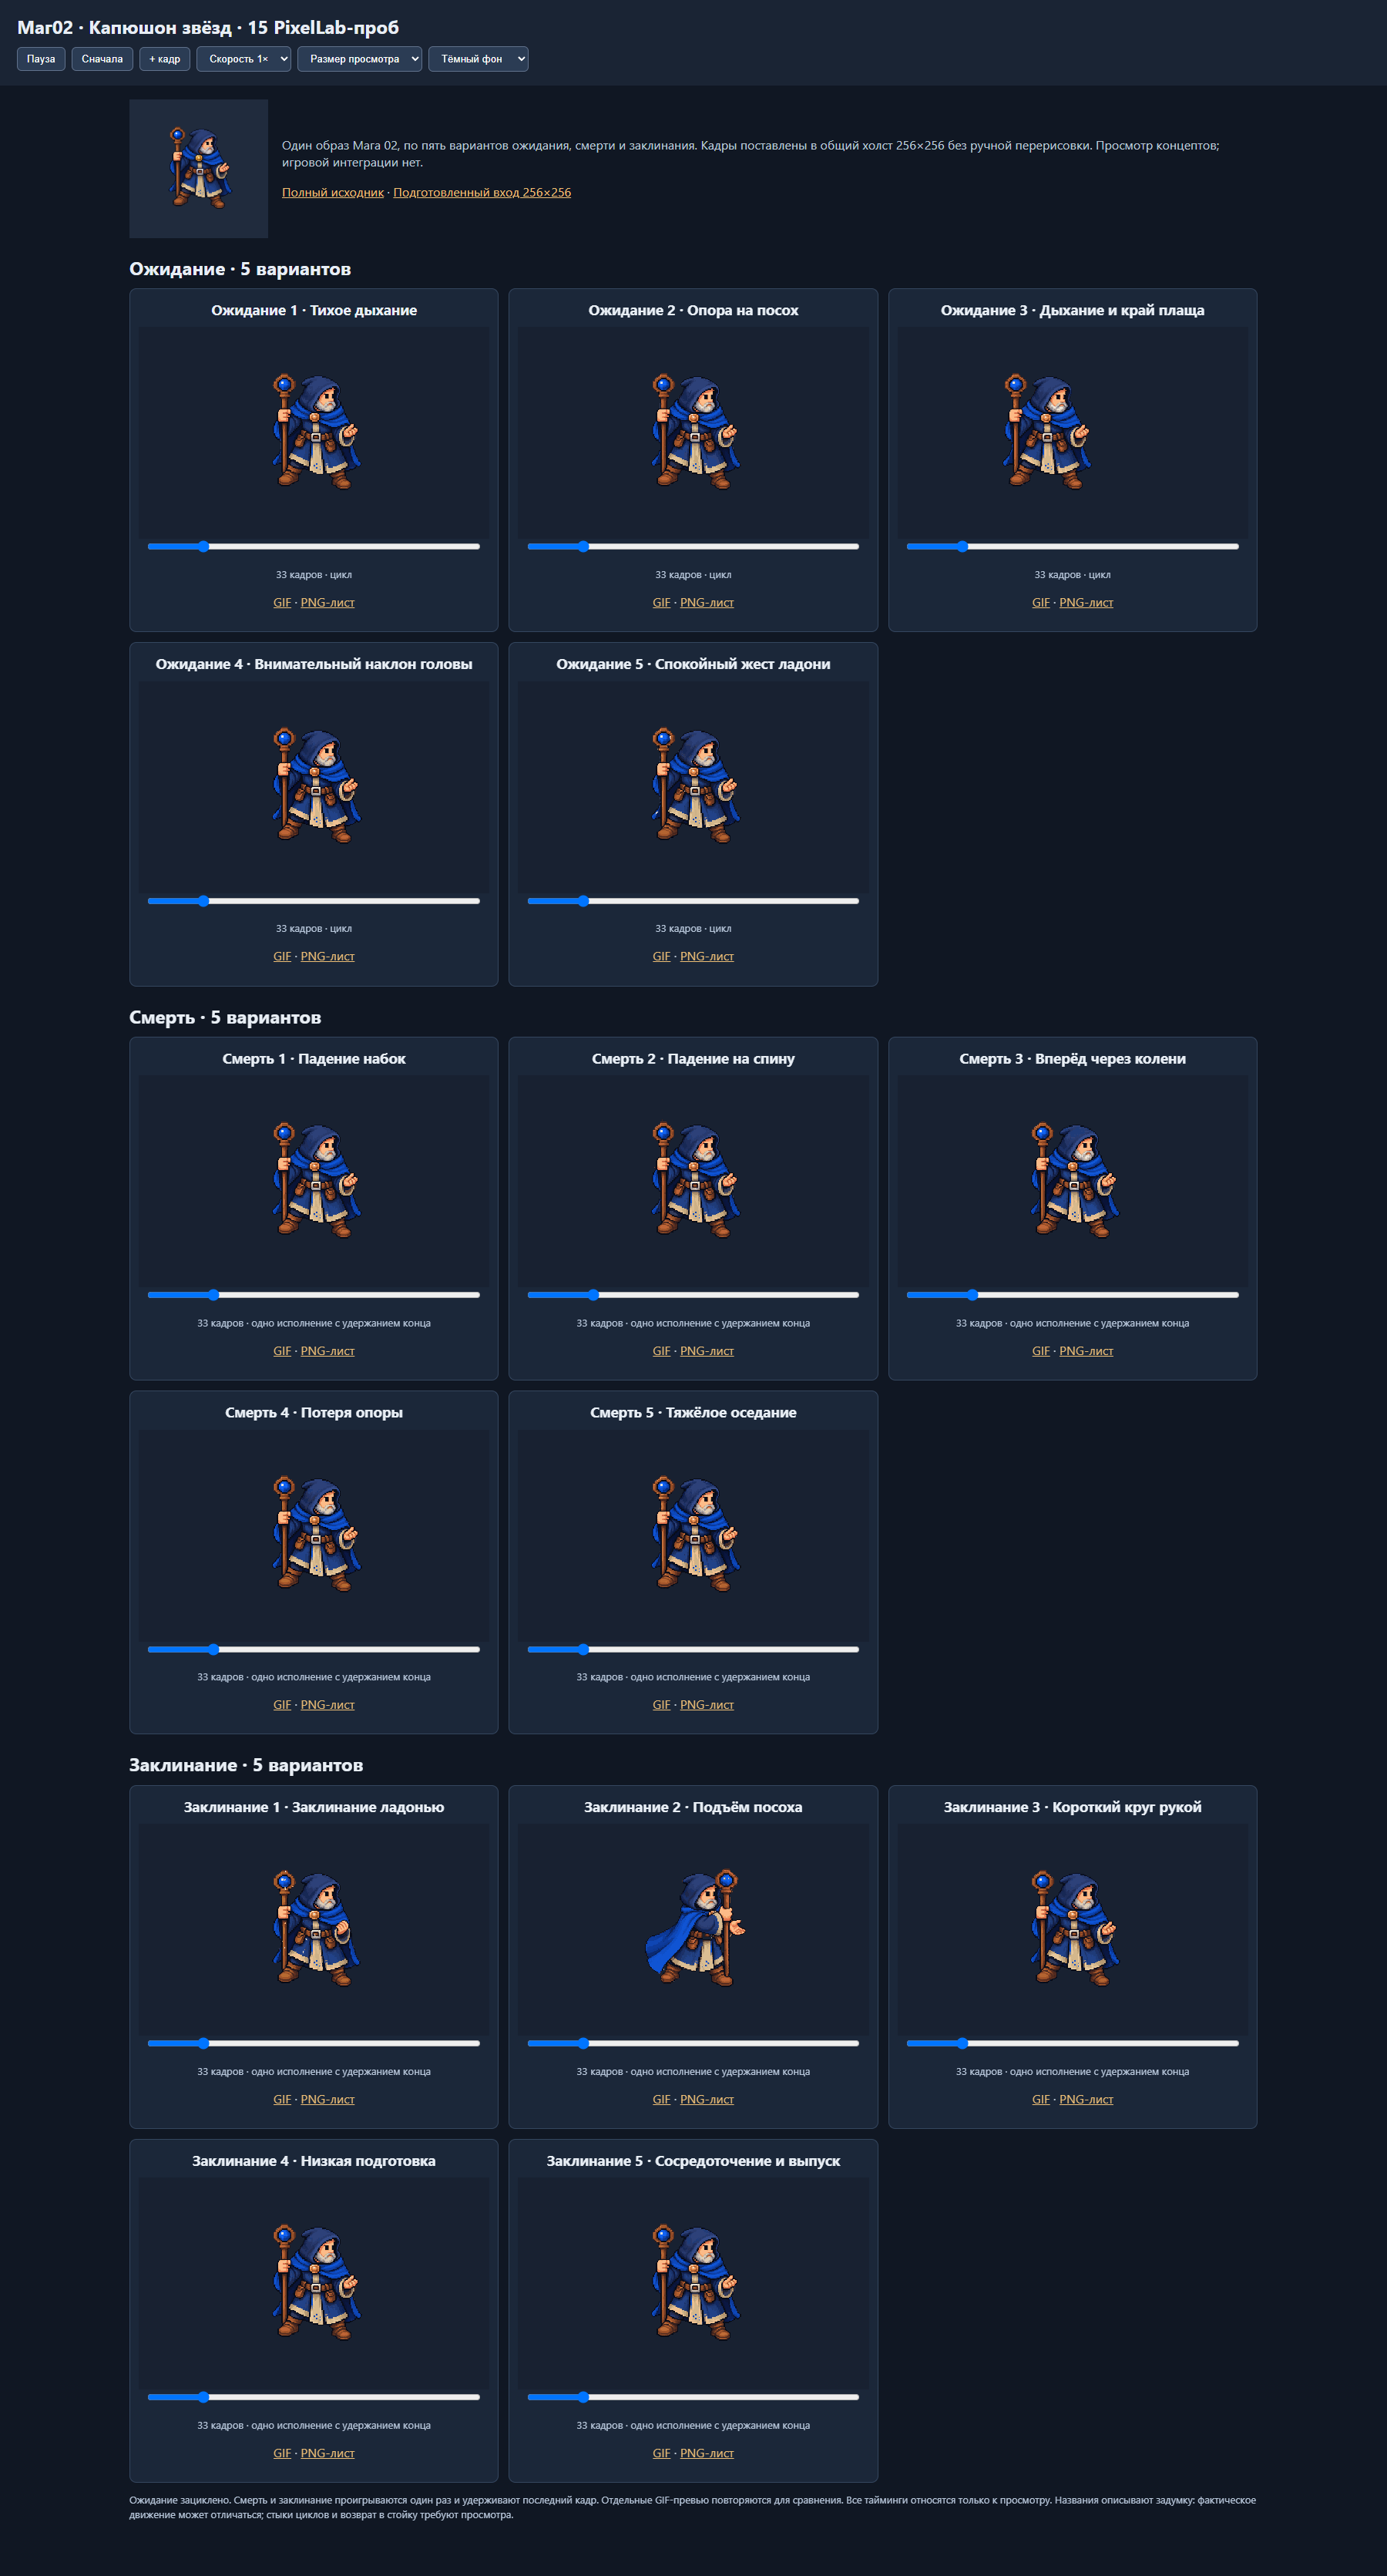 Маг02 · Капюшон звёзд · 15 PixelLab-проб
Пауза
Сначала
+ кадр
Скорость 1×
Размер просмотра
Тёмный фон
Один образ Мага 02, по пять вариантов ожидания, смерти и заклинания. Кадры поставлены в общий холст 256×256 без ручной перерисовки. Просмотр концептов;
игровой интеграции нет.
Полный исходник · Подготовленный вход 256×256
Ожидание · 5 вариантов
Ожидание 1 · Тихое дыхание
33 кадров · цикл
GIF · PNG-лист
Ожидание 2 · Опора на посох
33 кадров · цикл
GIF · PNG-лист
Ожидание 3 · Дыхание и край плаща
33 кадров · цикл
GIF · PNG-лист
Ожидание 4 · Внимательный наклон головы
33 кадров · цикл
GIF · PNG-лист
Ожидание 5 · Спокойный жест ладони
33 кадров · цикл
GIF · PNG-лист
Смерть · 5 вариантов
Смерть 1 · Падение набок
33 кадров · одно исполнение с удержанием конца
GIF · PNG-лист
Смерть 2 · Падение на спину
33 кадров · одно исполнение с удержанием конца
GIF · PNG-лист
Смерть 3 · Вперёд через колени
33 кадров · одно исполнение с удержанием конца
GIF · PNG-лист
Смерть 4 · Потеря опоры
33 кадров · одно исполнение с удержанием конца
GIF · PNG-лист
Смерть 5 · Тяжёлое оседание
33 кадров · одно исполнение с удержанием конца
GIF · PNG-лист
Заклинание · 5 вариантов
Заклинание 1 · Заклинание ладонью
33 кадров · одно исполнение с удержанием конца
GIF · PNG-лист
Заклинание 2 · Подъём посоха
33 кадров · одно исполнение с удержанием конца
GIF · PNG-лист
Заклинание 3 · Короткий круг рукой
33 кадров · одно исполнение с удержанием конца
GIF · PNG-лист
Заклинание 4 · Низкая подготовка
33 кадров · одно исполнение с удержанием конца
GIF · PNG-лист
Заклинание 5 · Сосредоточение и выпуск
33 кадров · одно исполнение с удержанием конца
GIF · PNG-лист
Ожидание зациклено. Смерть и заклинание проигрываются один раз и удерживают последний кадр. Отдельные GIF-превью повторяются для сравнения. Все тайминги относятся только к просмотру. Названия описывают задумку: фактическое
движение может отличаться; стыки циклов и возврат в стойку требуют просмотра.